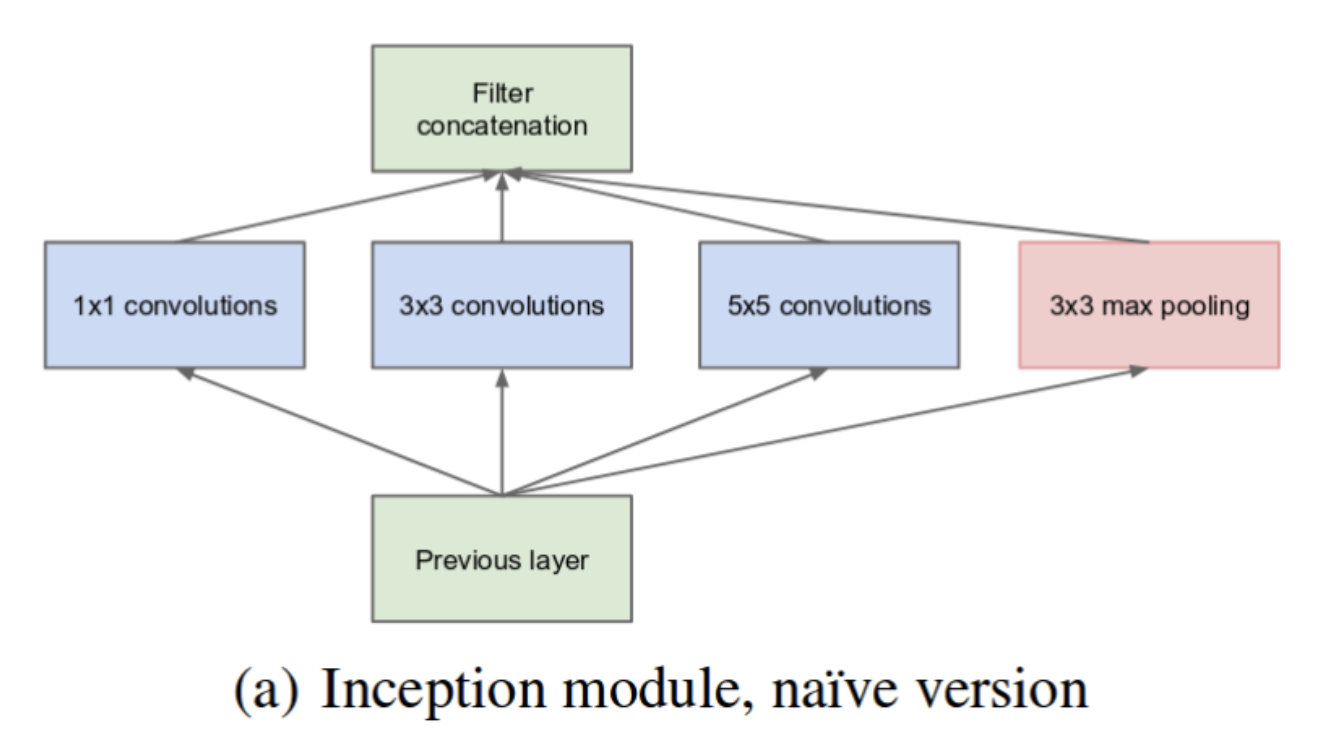 Filter
concatenation
1x1 convolutions
3x3 convolutions
5x5 convolutions
3x3 max pooling
Previous layer
(a) Inception module, naïve version